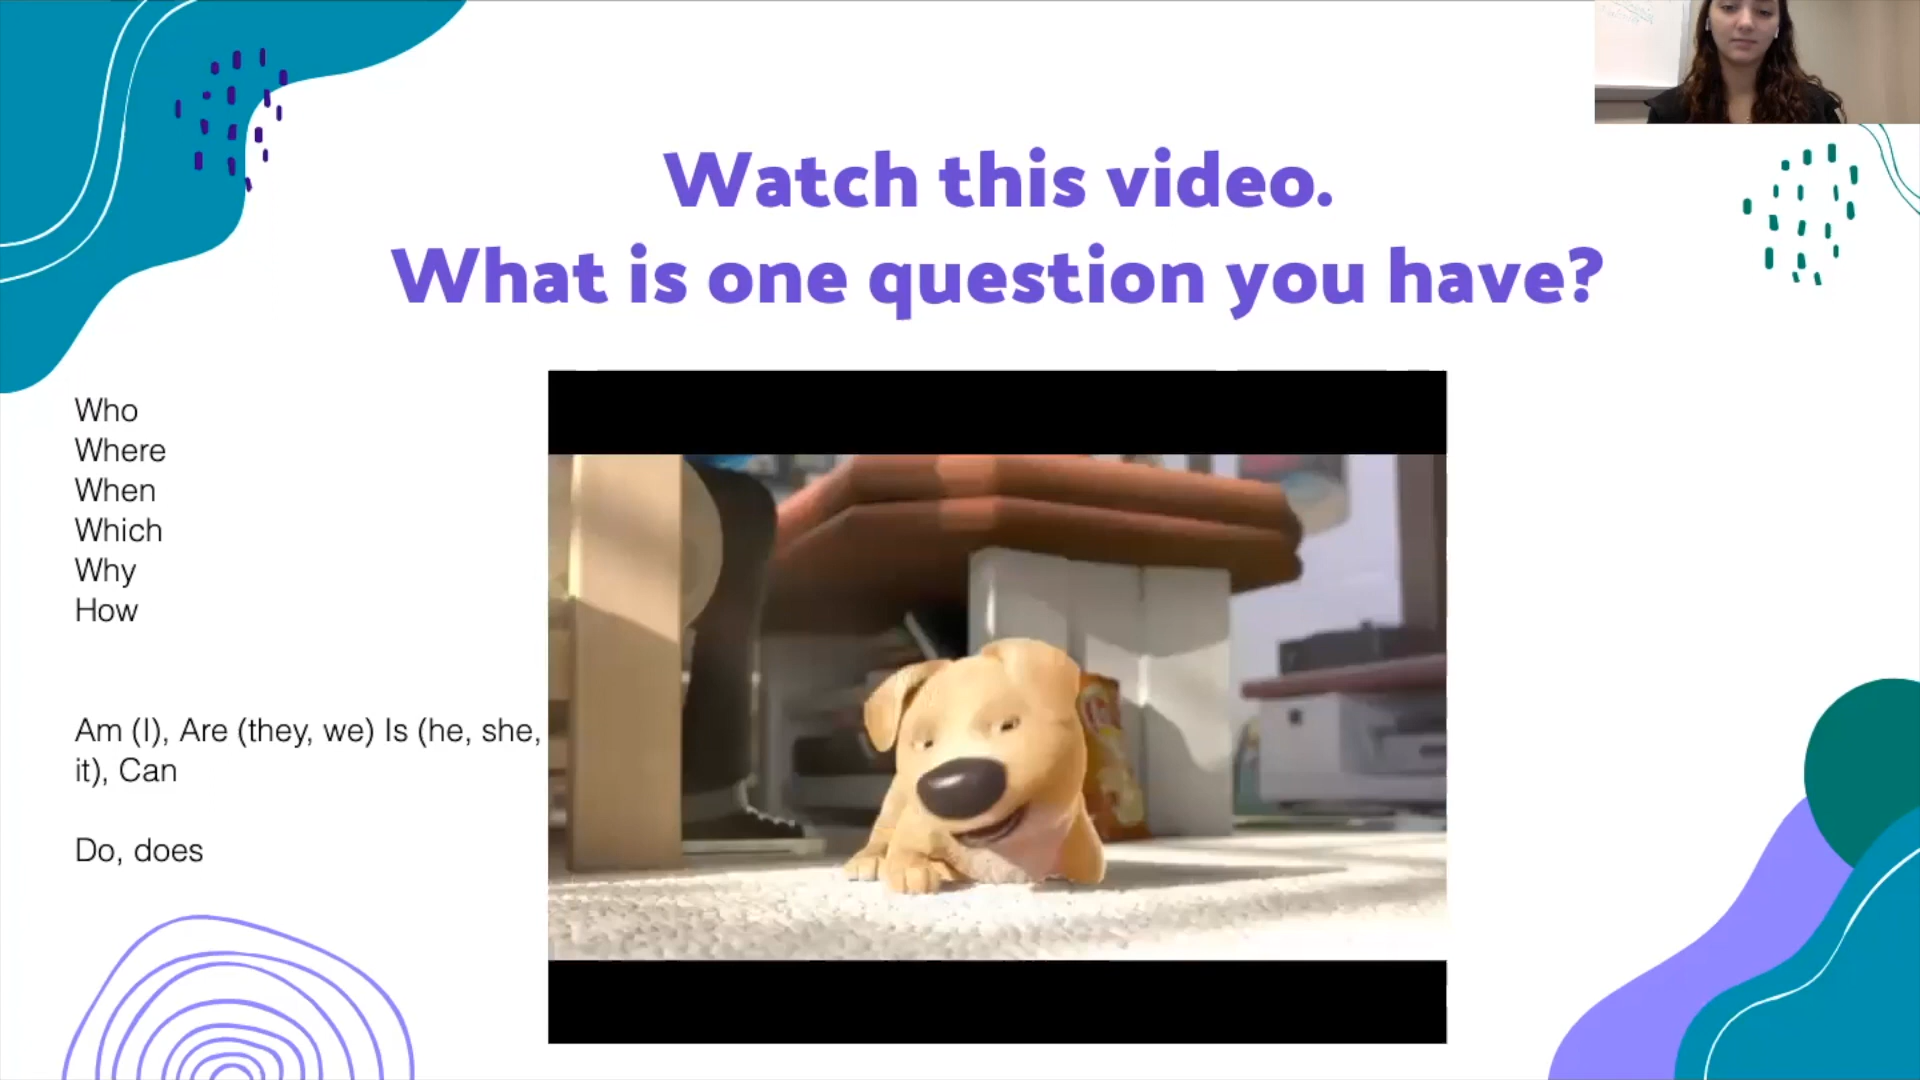 Watch this video.
What is one question you have?
Who
Where
When
Which
Why
How
Am (I), Are (they, we) Is (he, she,
it), Can
Do, does